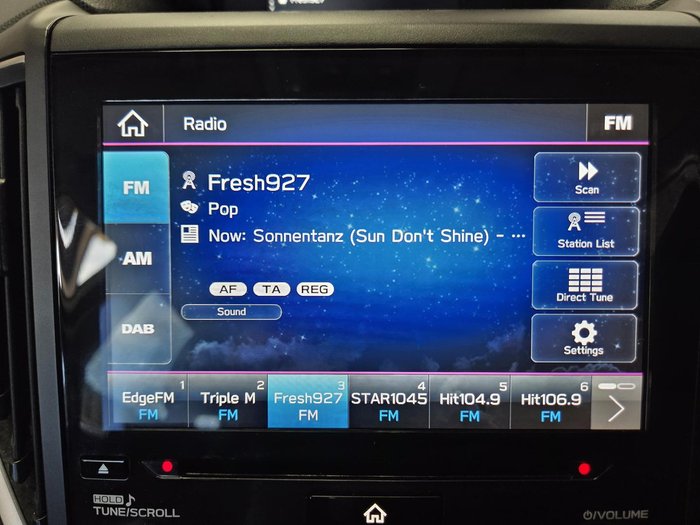 Radio
FM
FM
AM
DAB
Fresh927
Pop
Now: Sonnentanz (Sun Don't Shine) - ...
AF TA REG
Sound
Scan
Station List
Direct Tune
Settings
1 2 3 4 5 6
EdgeFM Triple M Fresh927 STAR1045 Hit104.9 Hit106.9
FM FM FM FM FM FM
HOLD
TUNE/SCROLL
/VOLUME